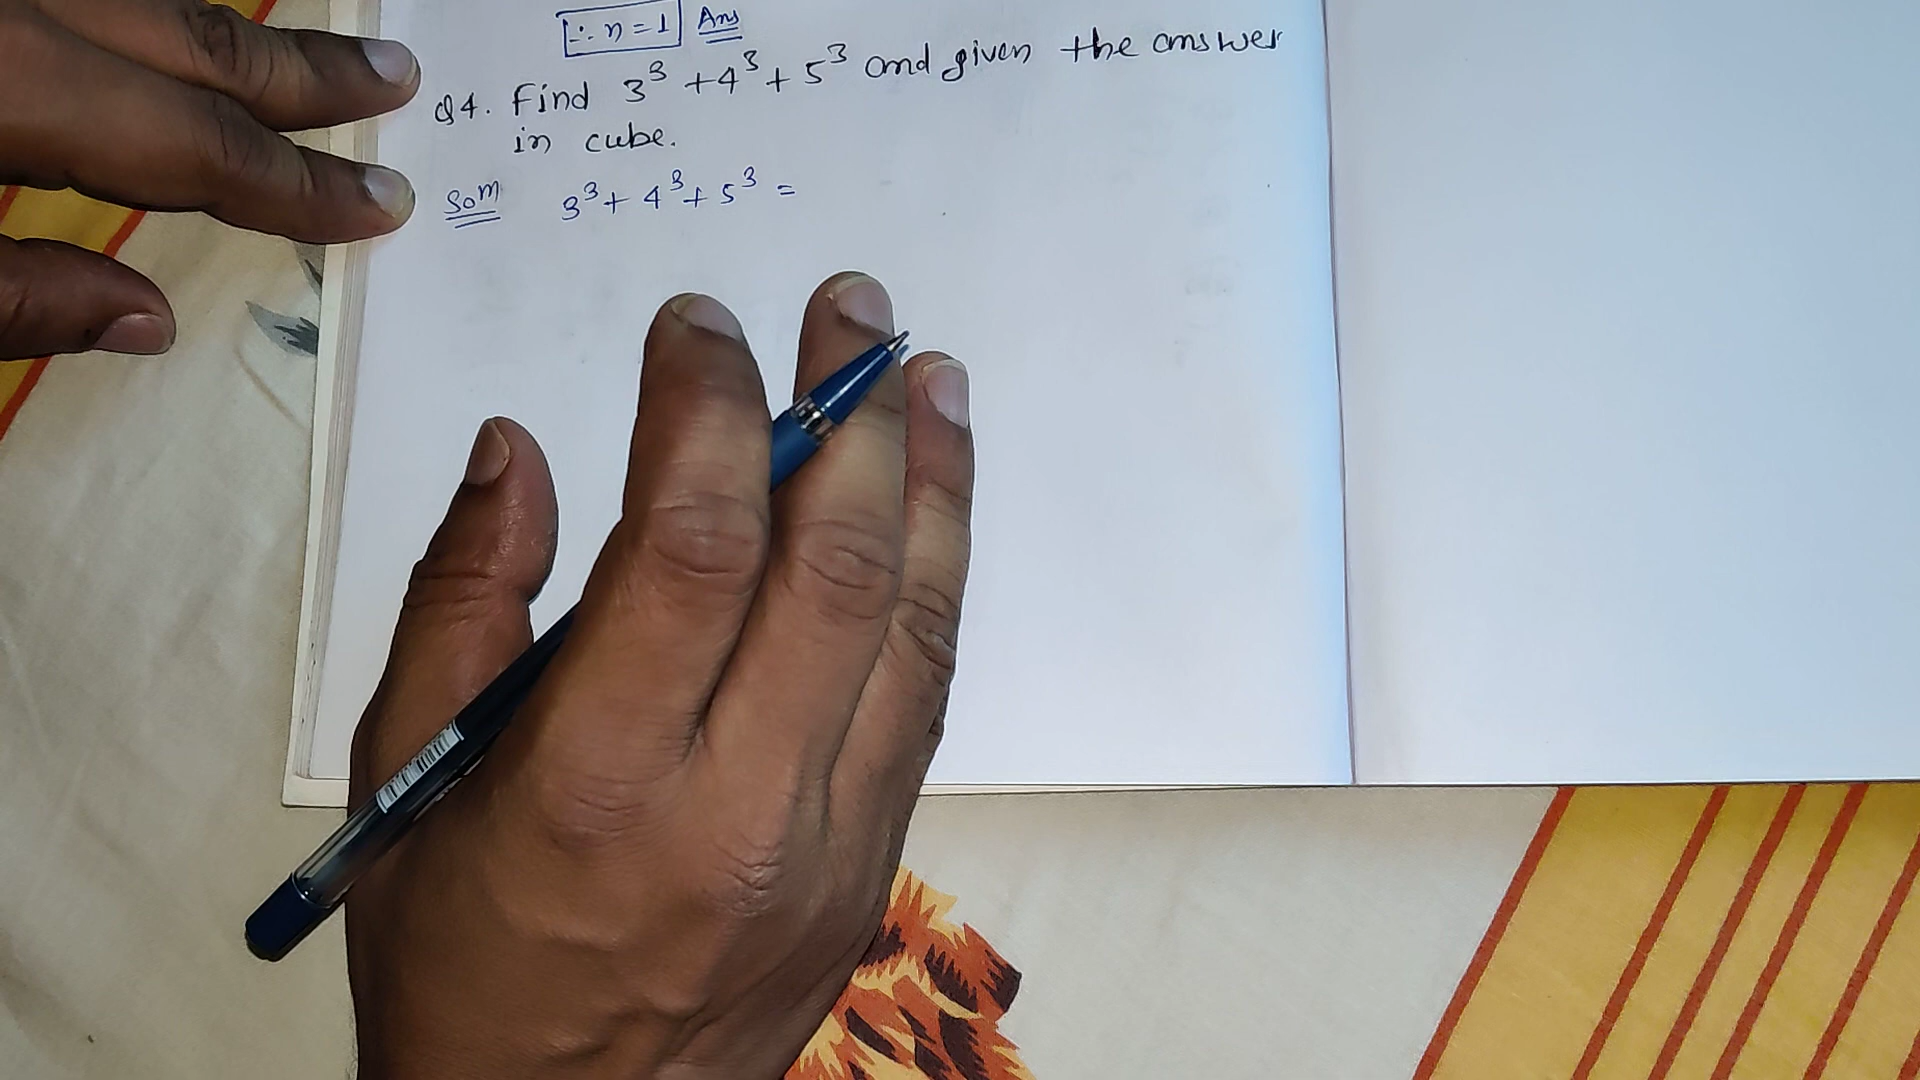 ∴ n = 1 Ans
Q4. Find 3³ + 4³ + 5³ and given the answer
in cube.
Solⁿ 3³ + 4³ + 5³ =